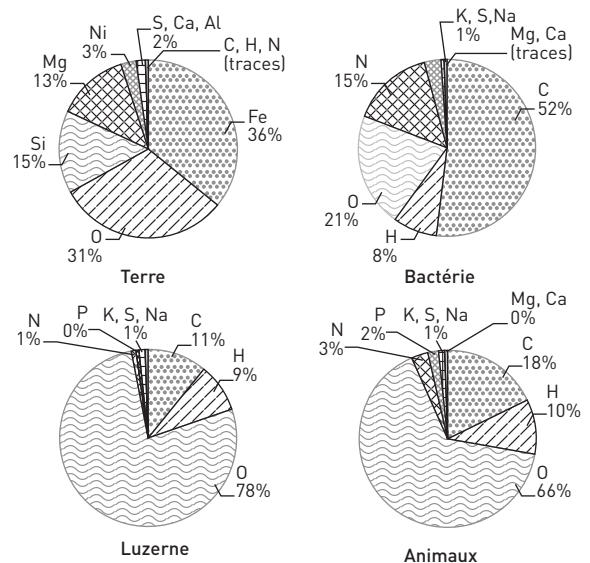 S, Ca, Al
2%
Ni
3%
C, H, N
(traces)
Mg
13%
Fe
36%
Si
15%
O
31%
Terre
K, S,Na
1%
Mg, Ca
(traces)
N
15%
C
52%
O
21%
H
8%
Bactérie
P
0%
K, S, Na
1%
N
1%
C
11%
H
9%
O
78%
Luzerne
Mg, Ca
0%
P
2%
K, S, Na
1%
N
3%
C
18%
H
10%
O
66%
Animaux